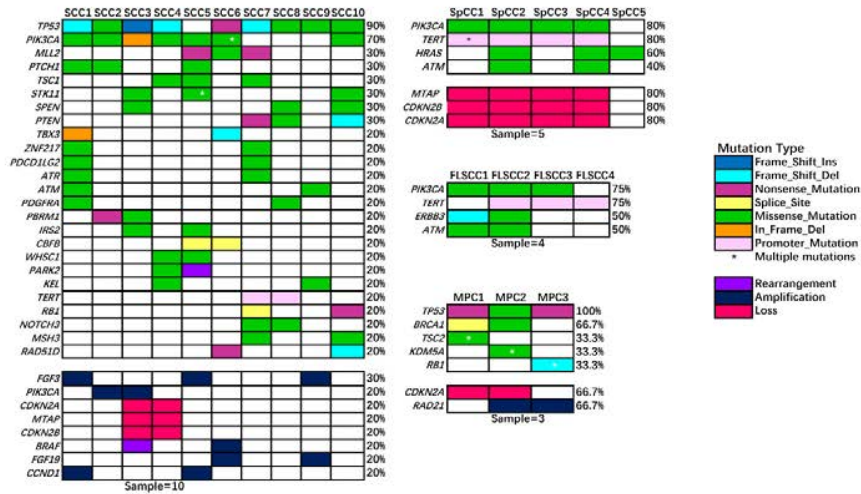 SCC1 SCC2 SCC3 SCC4 SCC5 SCC6 SCC7 SCC8 SCC9 SCC10
TP53 90%
PIK3CA * 70%
MLL2 30%
PTCH1 30%
TSC1 30%
STK11 * 30%
SPEN 30%
PTEN 30%
TBX3 20%
ZNF217 20%
PDCD1LG2 20%
ATR 20%
ATM 20%
PDGFRA 20%
PBRM1 20%
IRS2 20%
CBFB 20%
WHSC1 20%
PARK2 20%
KEL 20%
TERT 20%
RB1 20%
NOTCH3 20%
MSH3 20%
RAD51D 20%
FGF3 30%
PIK3CA 20%
CDKN2A 20%
MTAP 20%
CDKN2B 20%
BRAF 20%
FGF19 20%
CCND1 20%
Sample=10
SpCC1 SpCC2 SpCC3 SpCC4 SpCC5
PIK3CA 80%
TERT * 80%
HRAS 60%
ATM 40%
MTAP 80%
CDKN2B 80%
CDKN2A 80%
Sample=5
FLSCC1 FLSCC2 FLSCC3 FLSCC4
PIK3CA 75%
TERT 75%
ERBB3 50%
ATM 50%
Sample=4
MPC1 MPC2 MPC3
TP53 100%
BRCA1 66.7%
TSC2 * 33.3%
KDM5A * 33.3%
RB1 * 33.3%
CDKN2A 66.7%
RAD21 66.7%
Sample=3
Mutation Type
Frame_Shift_Ins
Frame_Shift_Del
Nonsense_Mutation
Splice_Site
Missense_Mutation
In_Frame_Del
Promoter_Mutation
* Multiple mutations
Rearrangement
Amplification
Loss